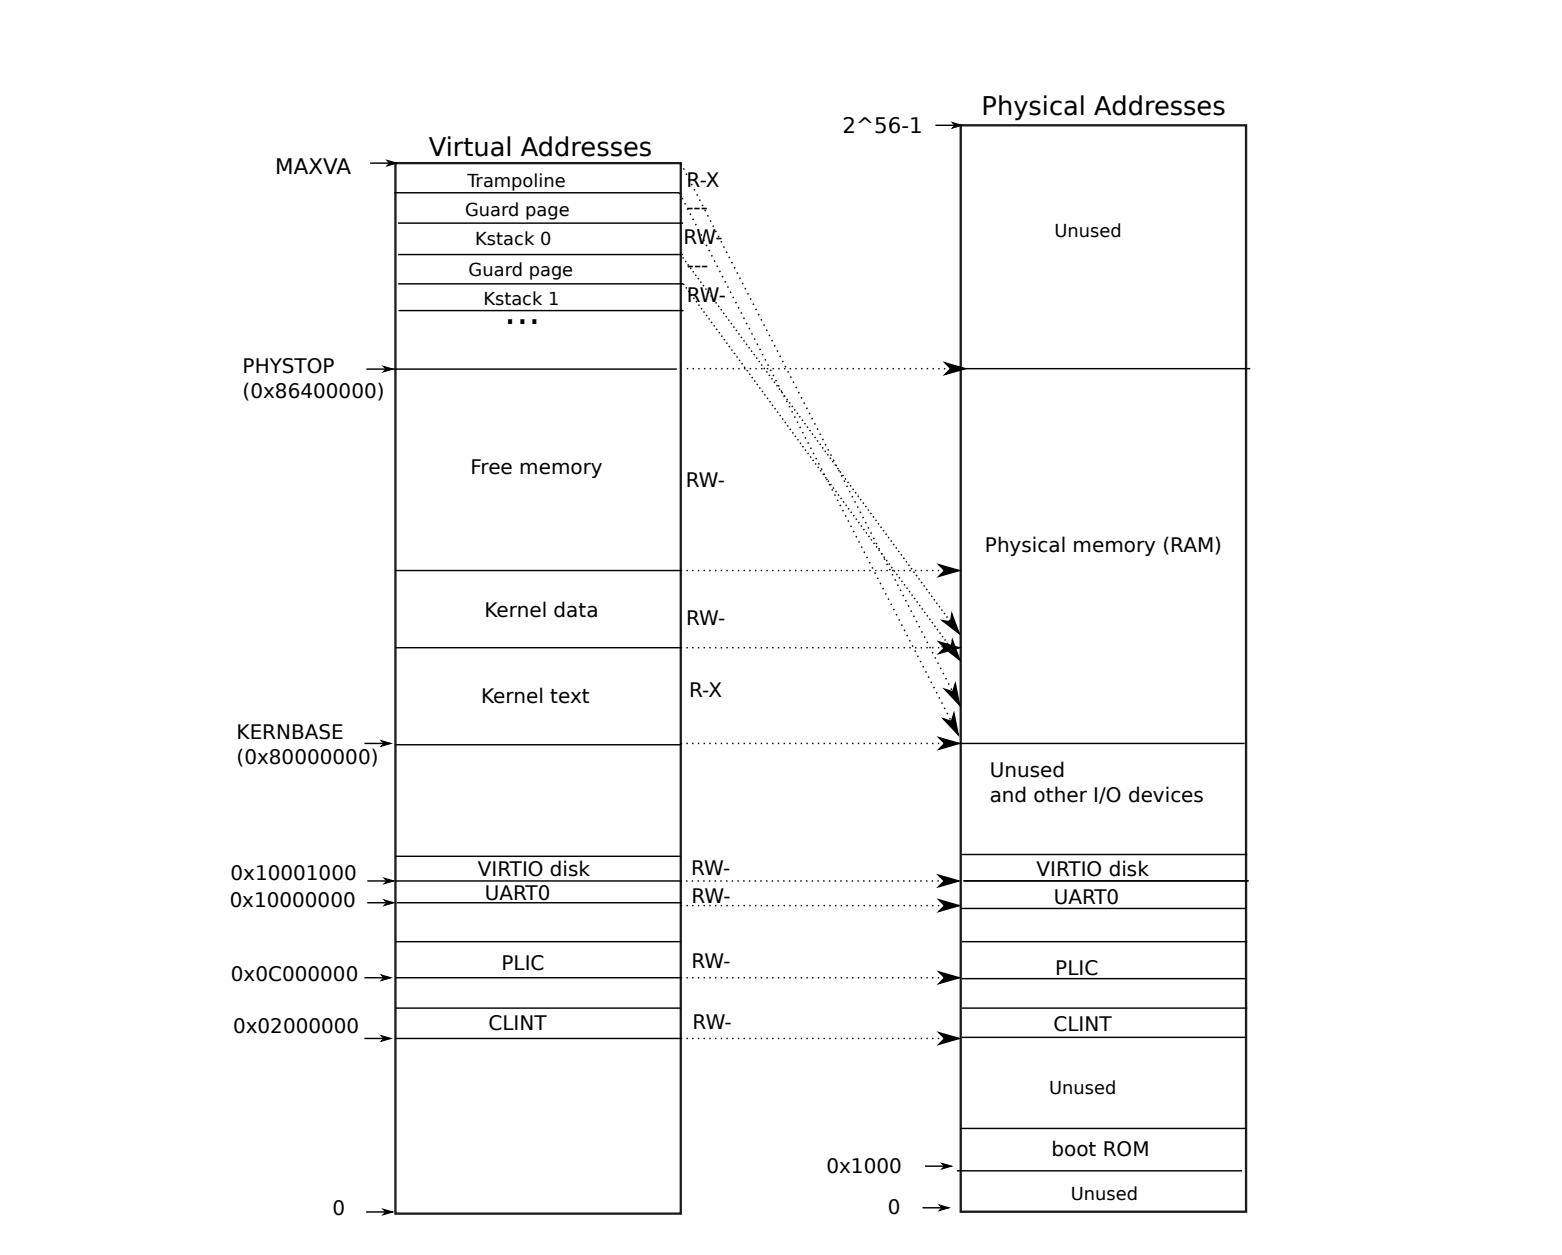 Physical Addresses
2^56-1
Virtual Addresses
MAXVA
Trampoline
R-X
Guard page
---
Unused
Kstack 0
RW-
Guard page
---
Kstack 1
RW-
...
PHYSTOP
(0x86400000)
Free memory
RW-
Physical memory (RAM)
Kernel data
RW-
Kernel text
R-X
KERNBASE
(0x80000000)
Unused
and other I/O devices
0x10001000
VIRTIO disk
RW-
VIRTIO disk
0x10000000
UART0
RW-
UART0
0x0C000000
PLIC
RW-
PLIC
0x02000000
CLINT
RW-
CLINT
Unused
boot ROM
0x1000
Unused
0
0